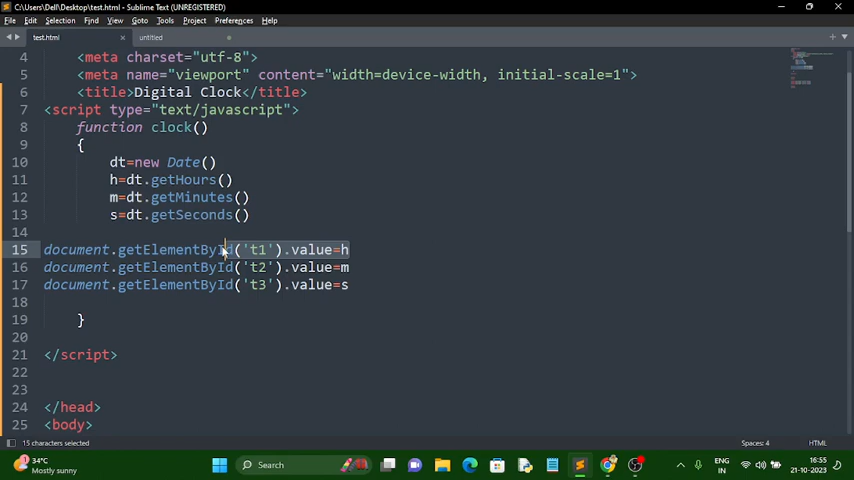 C:\Users\Dell\Desktop\test.html - Sublime Text (UNREGISTERED)
File Edit Selection Find View Goto Tools Project Preferences Help
test.html
untitled
4 <meta charset="utf-8">
5 <meta name="viewport" content="width=device-width, initial-scale=1">
6 <title>Digital Clock</title>
7 <script type="text/javascript">
8 function clock()
9 {
10 dt=new Date()
11 h=dt.getHours()
12 m=dt.getMinutes()
13 s=dt.getSeconds()
14
15 document.getElementById('t1').value=h
16 document.getElementById('t2').value=m
17 document.getElementById('t3').value=s
18
19 }
20
21 </script>
22
23
24 </head>
25 <body>
15 characters selected
Spaces: 4
HTML
34°C
Mostly sunny
Search
ENG
IN
16:55
21-10-2023